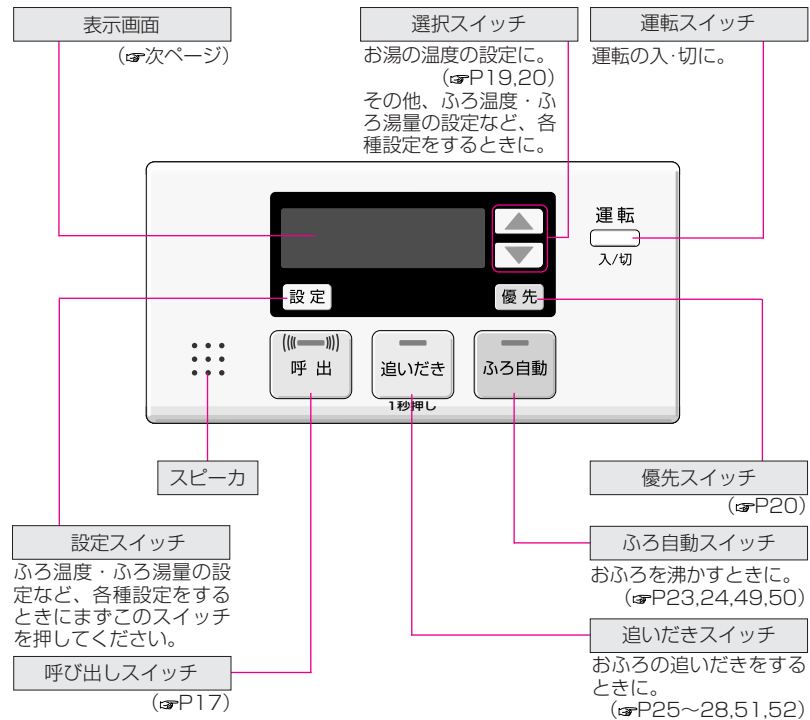 表示画面
(☞次ページ)
選択スイッチ
お湯の温度の設定に。
(☞P19,20)
その他、ふろ温度・ふ
ろ湯量の設定など、各
種設定をするときに。
運転スイッチ
運転の入·切に。
運転
入/切
設定
優先
呼出
追いだき
ふろ自動
1秒押し
スピーカ
設定スイッチ
ふろ温度・ふろ湯量の設
定など、各種設定をする
ときにまずこのスイッチ
を押してください。
呼び出しスイッチ
(☞P17)
優先スイッチ
(☞P20)
ふろ自動スイッチ
おふろを沸かすときに。
(☞P23,24,49,50)
追いだきスイッチ
おふろの追いだきをする
ときに。
(☞P25〜28,51,52)